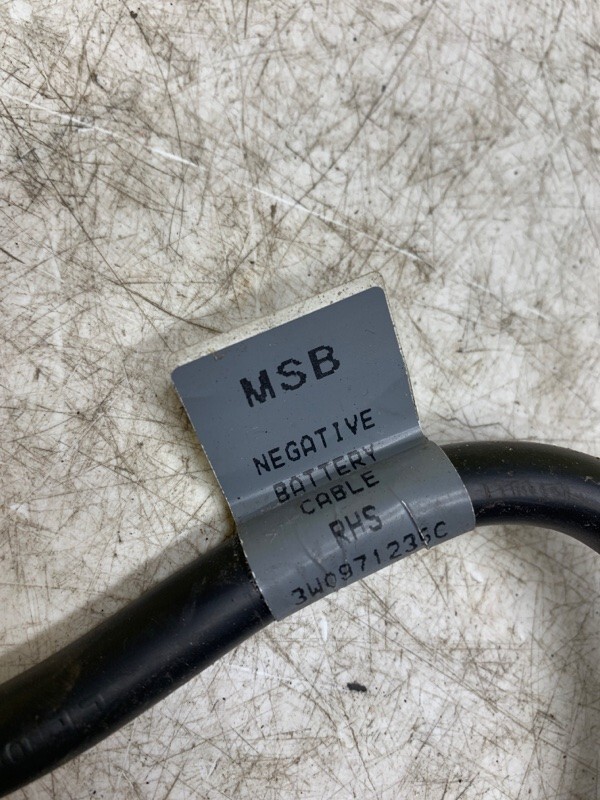 MSB
NEGATIVE
BATTERY
CABLE
RHS
3W0971235C